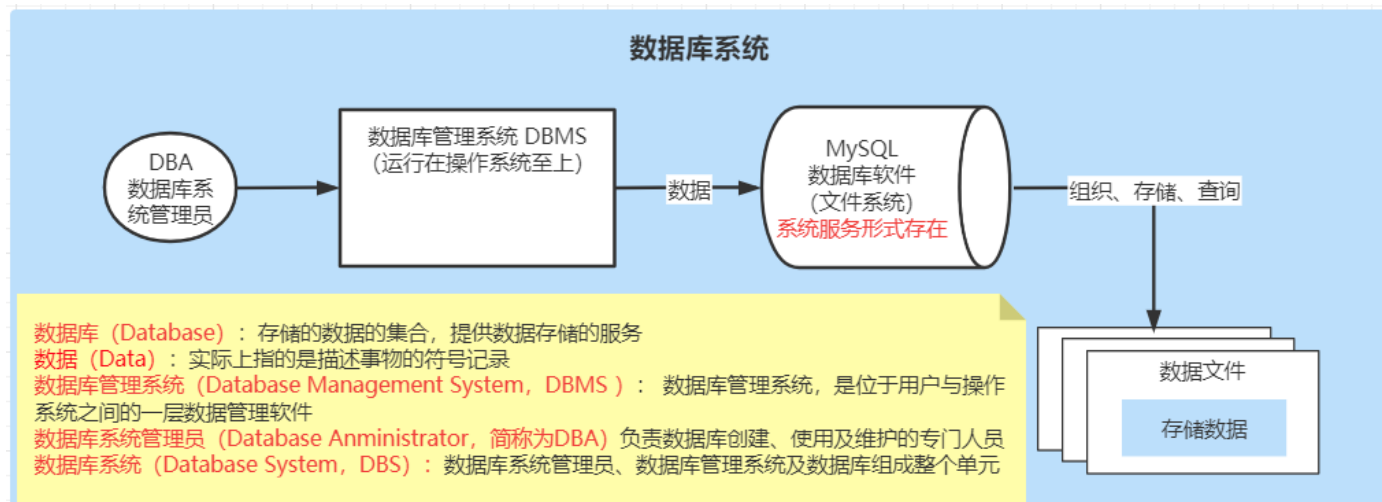 数据库系统
DBA
数据库系
统管理员
数据库管理系统 DBMS
(运行在操作系统至上)
数据
MySQL
数据库软件
(文件系统)
系统服务形式存在
组织、存储、查询
数据库（Database）：存储的数据的集合，提供数据存储的服务
数据（Data）：实际上指的是描述事物的符号记录
数据库管理系统（Database Management System，DBMS ）： 数据库管理系统，是位于用户与操作
系统之间的一层数据管理软件
数据库系统管理员（Database Anministrator，简称为DBA）负责数据库创建、使用及维护的专门人员
数据库系统（Database System，DBS）：数据库系统管理员、数据库管理系统及数据库组成整个单元
数据文件
存储数据